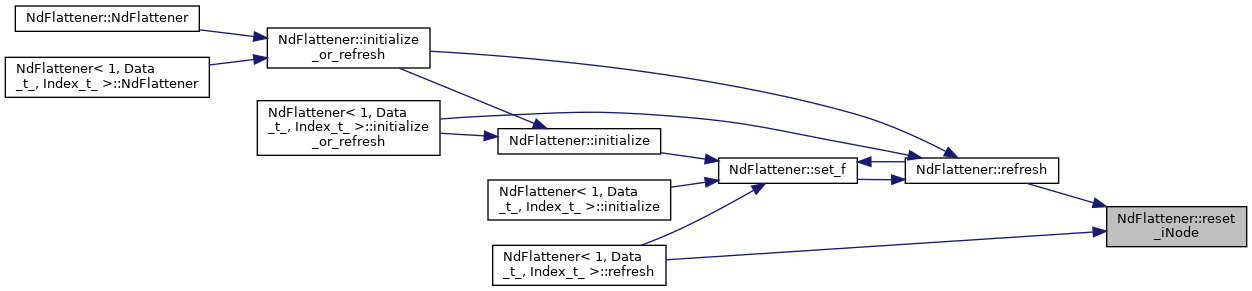 NdFlattener::NdFlattener
NdFlattener< 1, Data
_t_, Index_t_ >::NdFlattener
NdFlattener::initialize
_or_refresh
NdFlattener< 1, Data
_t_, Index_t_ >::initialize
_or_refresh
NdFlattener::initialize
NdFlattener< 1, Data
_t_, Index_t_ >::initialize
NdFlattener< 1, Data
_t_, Index_t_ >::refresh
NdFlattener::set_f
NdFlattener::refresh
NdFlattener::reset
_iNode